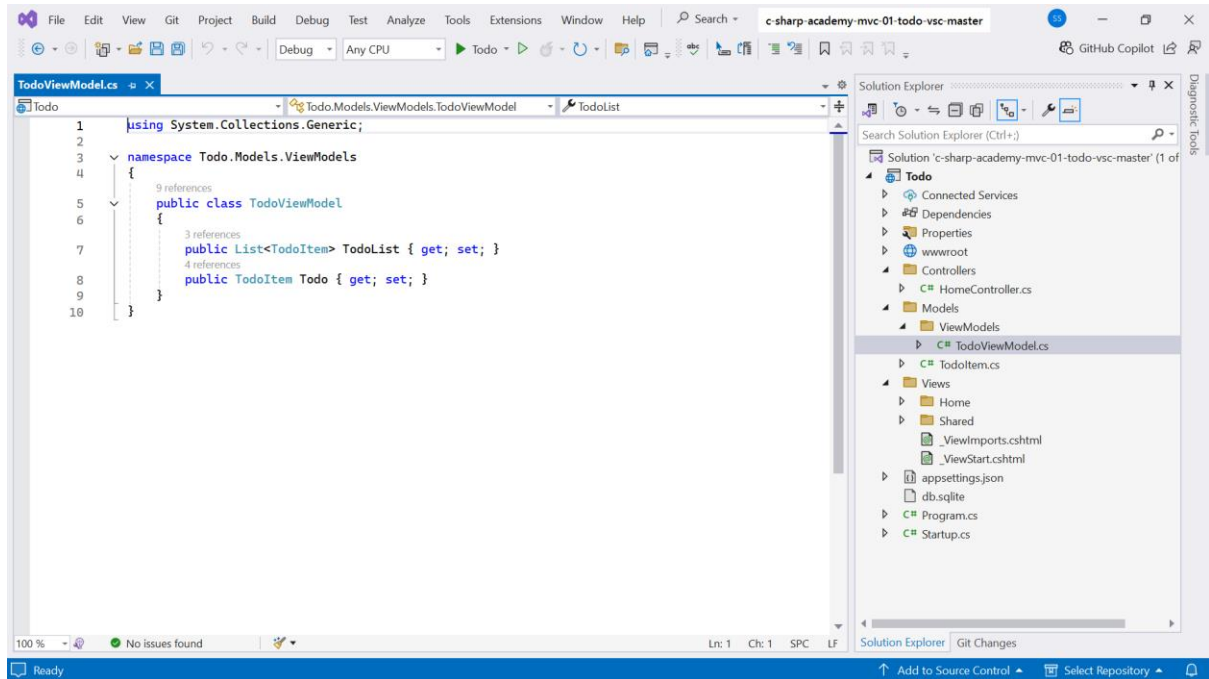 File Edit View Git Project Build Debug Test Analyze Tools Extensions Window Help Search c-sharp-academy-mvc-01-todo-vsc-master SS
Debug Any CPU Todo abc GitHub Copilot
TodoViewModel.cs
Todo Todo.Models.ViewModels.TodoViewModel TodoList
1 using System.Collections.Generic;
2
3 namespace Todo.Models.ViewModels
4 {
9 references
5 public class TodoViewModel
6 {
3 references
7 public List<TodoItem> TodoList { get; set; }
4 references
8 public TodoItem Todo { get; set; }
9 }
10 }
100 % No issues found Ln: 1 Ch: 1 SPC LF
Solution Explorer
Search Solution Explorer (Ctrl+;)
Solution 'c-sharp-academy-mvc-01-todo-vsc-master' (1 of
Todo
Connected Services
Dependencies
Properties
wwwroot
Controllers
C# HomeController.cs
Models
ViewModels
C# TodoViewModel.cs
C# TodoItem.cs
Views
Home
Shared
_ViewImports.cshtml
_ViewStart.cshtml
appsettings.json
db.sqlite
C# Program.cs
C# Startup.cs
Solution Explorer Git Changes
Diagnostic Tools
Ready Add to Source Control Select Repository